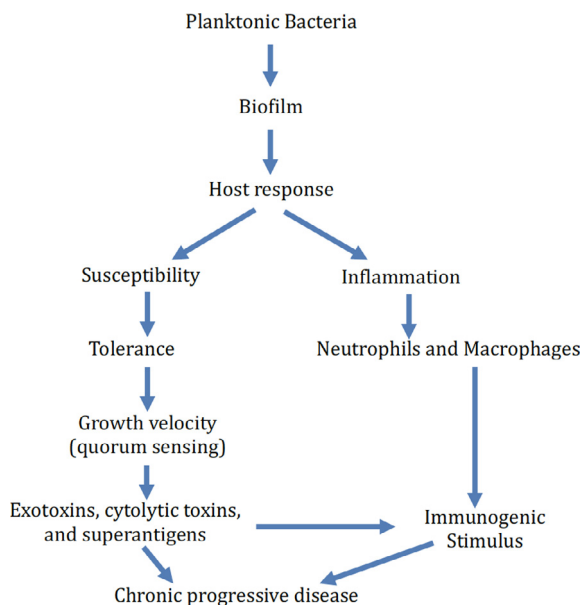 Planktonic Bacteria
Biofilm
Host response
Susceptibility
Inflammation
Tolerance
Neutrophils and Macrophages
Growth velocity
(quorum sensing)
Exotoxins, cytolytic toxins,
and superantigens
Immunogenic
Stimulus
Chronic progressive disease